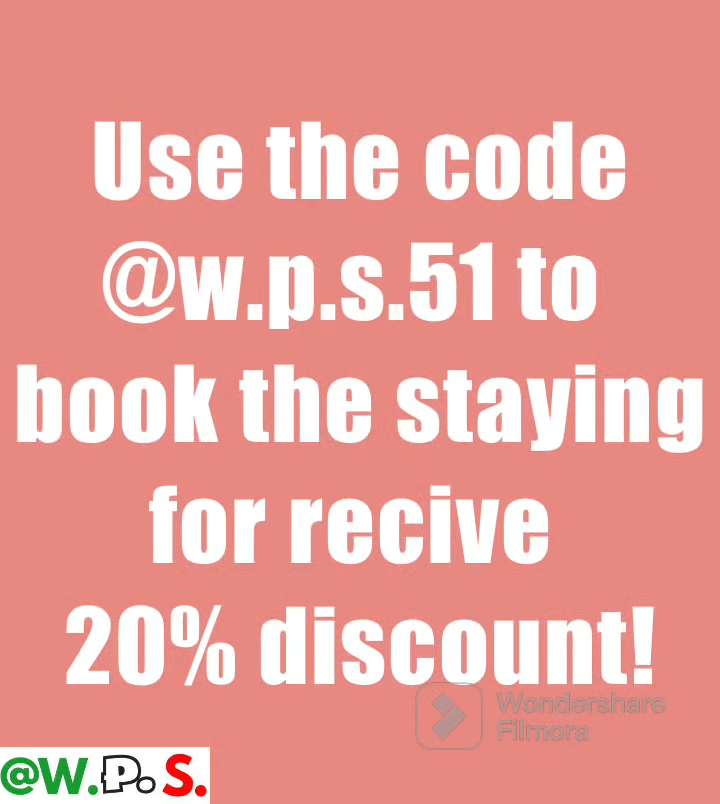 Use the code
@w.p.s.51 to
book the staying
for recive
20% discount!
Wondershare
Filmora
@W.P.S.